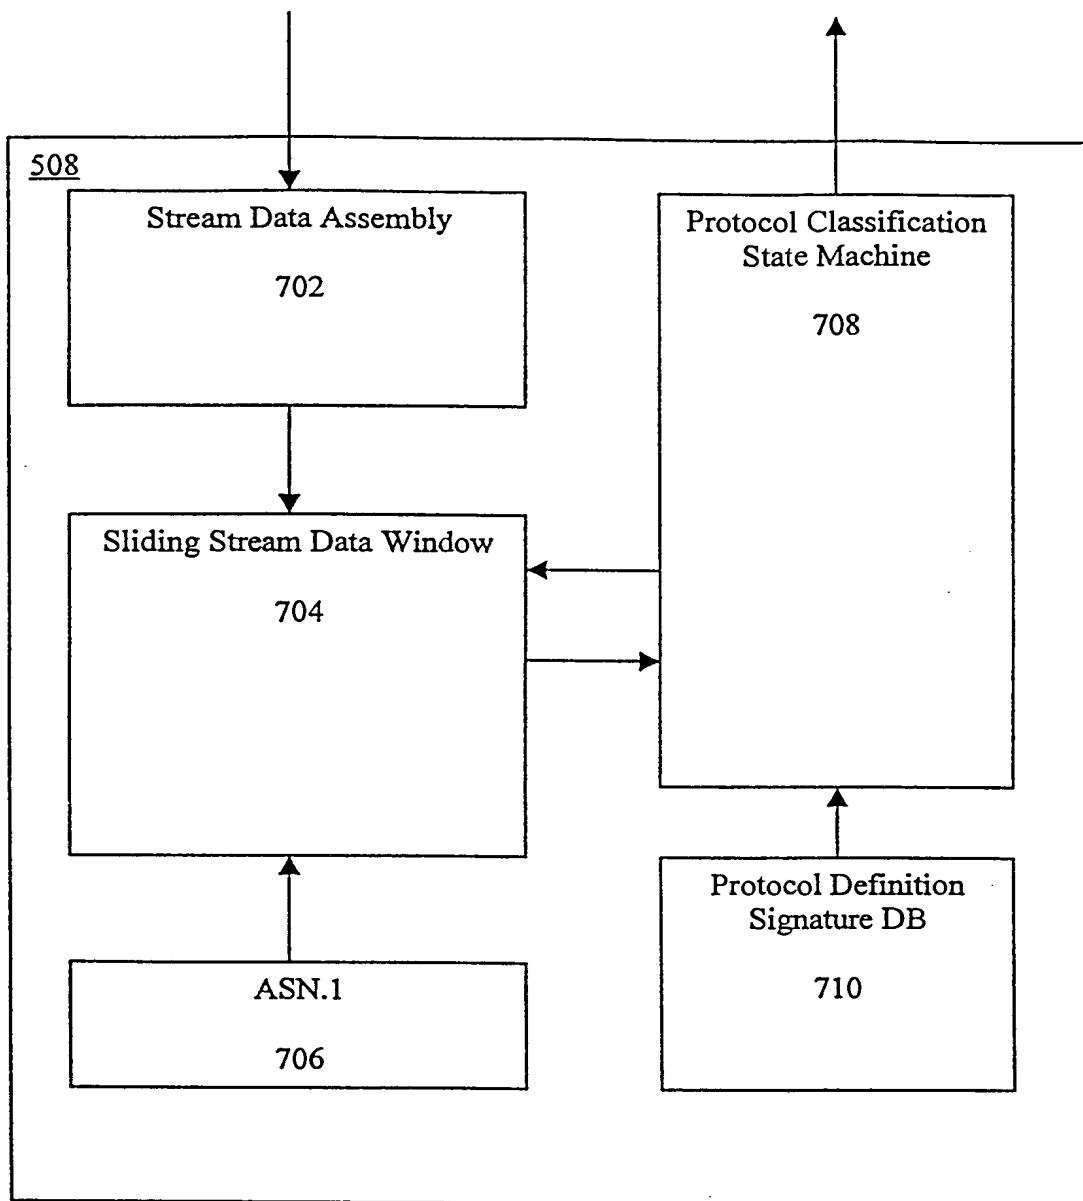 508
Stream Data Assembly
702
Protocol Classification
State Machine
708
Sliding Stream Data Window
704
ASN.1
706
Protocol Definition
Signature DB
710